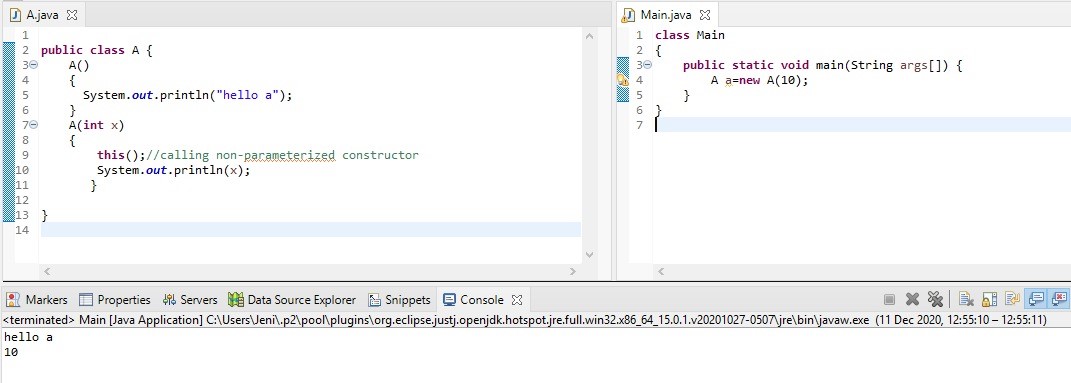 A.java
1
2 public class A {
3 A()
4 {
5 System.out.println("hello a");
6 }
7 A(int x)
8 {
9 this();//calling non-parameterized constructor
10 System.out.println(x);
11 }
12
13 }
14
Main.java
1 class Main
2 {
3 public static void main(String args[]) {
4 A a=new A(10);
5 }
6 }
7
Markers Properties Servers Data Source Explorer Snippets Console
<terminated> Main [Java Application] C:\Users\Jeni\.p2\pool\plugins\org.eclipse.justj.openjdk.hotspot.jre.full.win32.x86_64_15.0.1.v20201027-0507\jre\bin\javaw.exe (11 Dec 2020, 12:55:10 – 12:55:11)
hello a
10